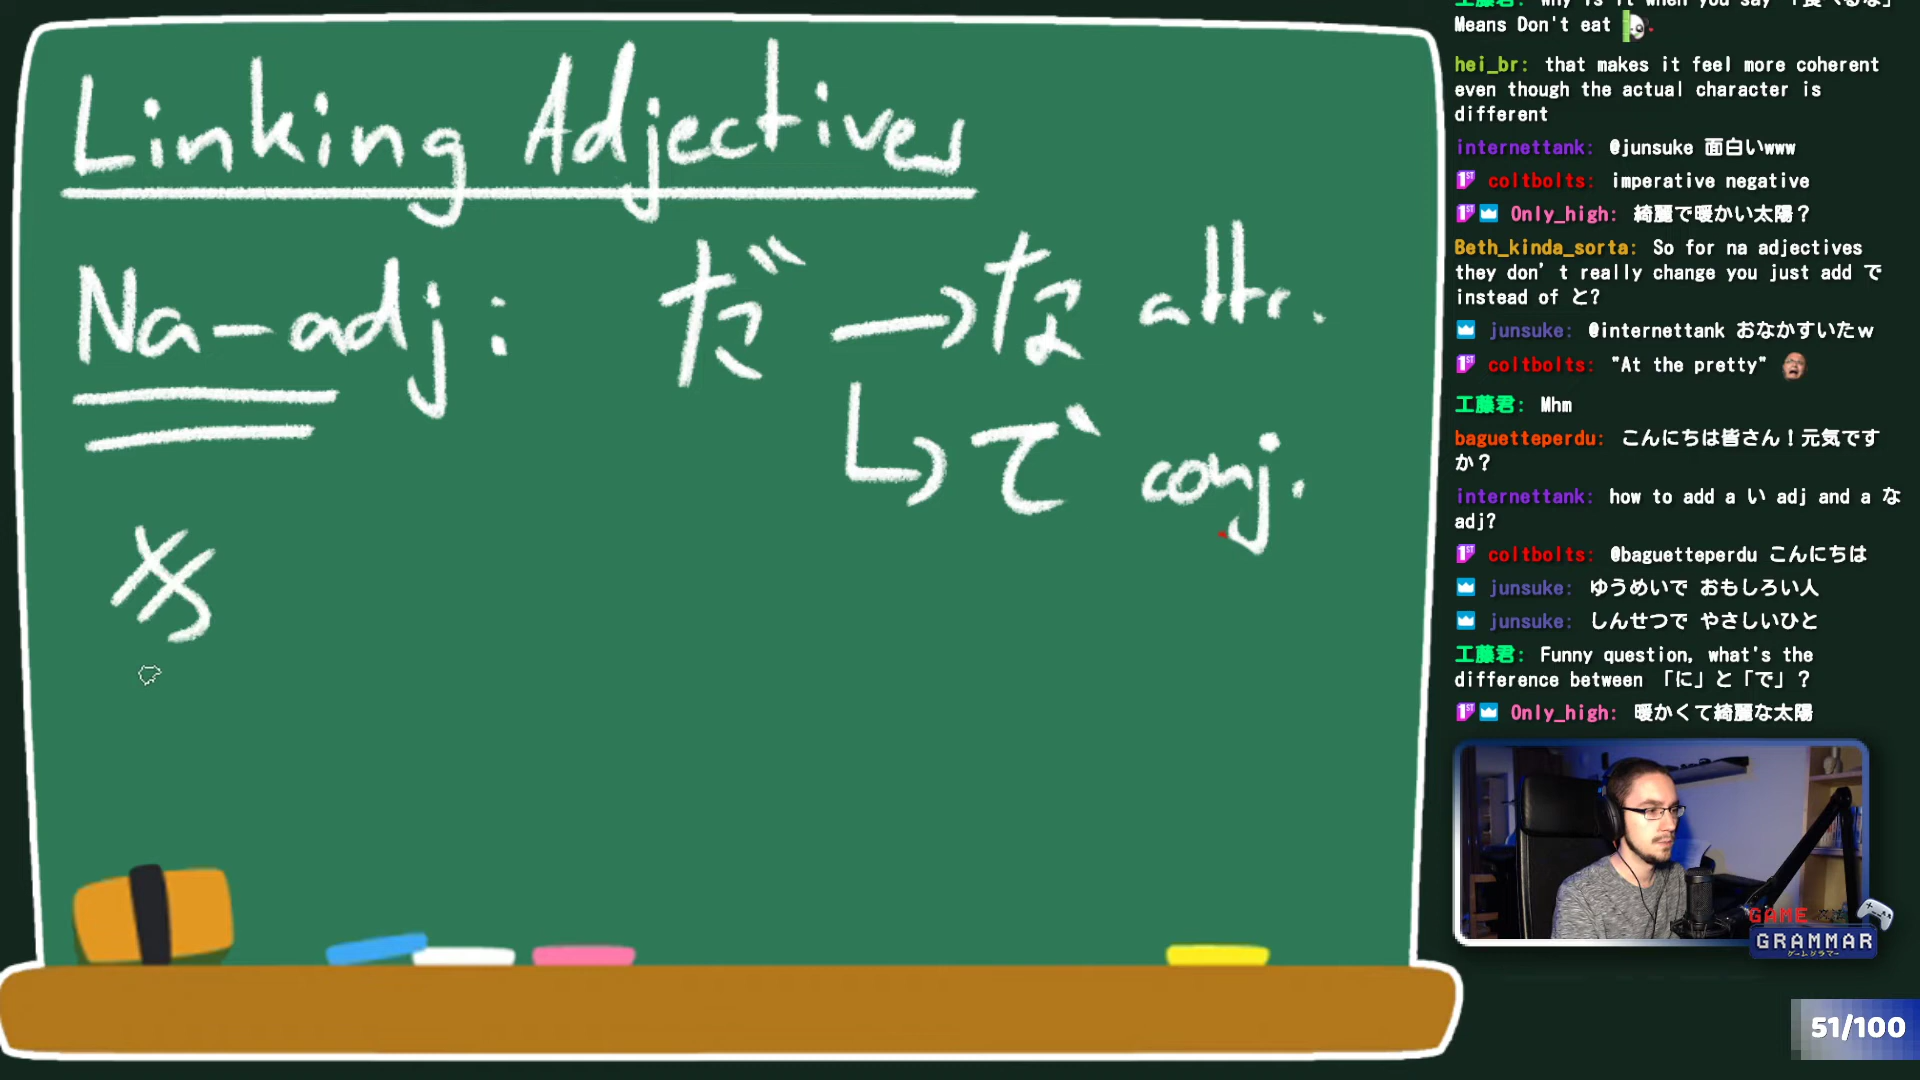 Linking Adjectives
Na-adj: だ → な attr.
↳ で conj.
Means Don't eat
hei_br: that makes it feel more coherent
even though the actual character is
different
internettank: @junsuke 面白いwww
coltbolts: imperative negative
Only_high: 綺麗で暖かい太陽？
Beth_kinda_sorta: So for na adjectives
they don't really change you just add で
instead of と?
junsuke: @internettank おなかすいたｗ
coltbolts: "At the pretty"
工藤君: Mhm
baguetteperdu: こんにちは皆さん！元気です
か？
internettank: how to add a い adj and a な
adj?
coltbolts: @baguetteperdu こんにちは
junsuke: ゆうめいで おもしろい人
junsuke: しんせつで やさしいひと
工藤君: Funny question, what's the
difference between 「に」と「で」?
Only_high: 暖かくて綺麗な太陽
GAME
GRAMMAR
ゲームグラマー
51/100